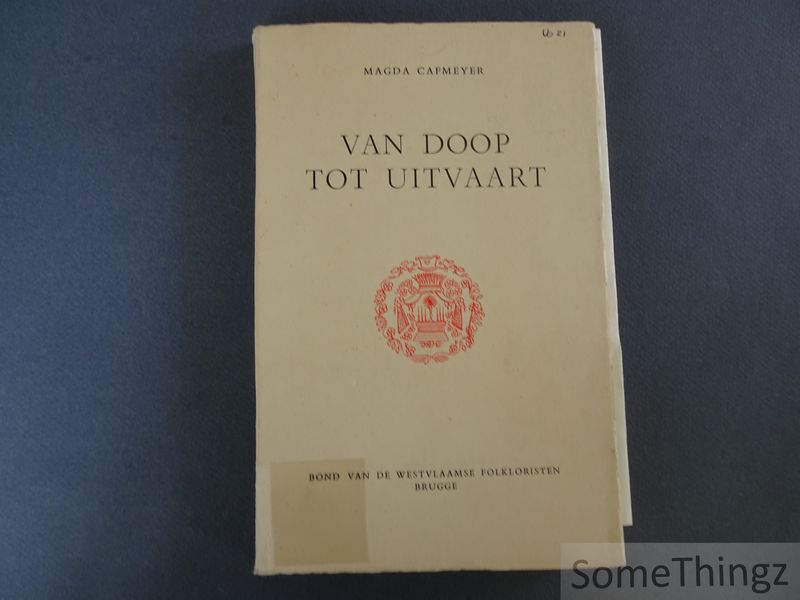 MAGDA CAFMEYER
VAN DOOP
TOT UITVAART
BOND VAN DE WESTVLAAMSE FOLKLORISTEN
BRUGGE
SomeThingz